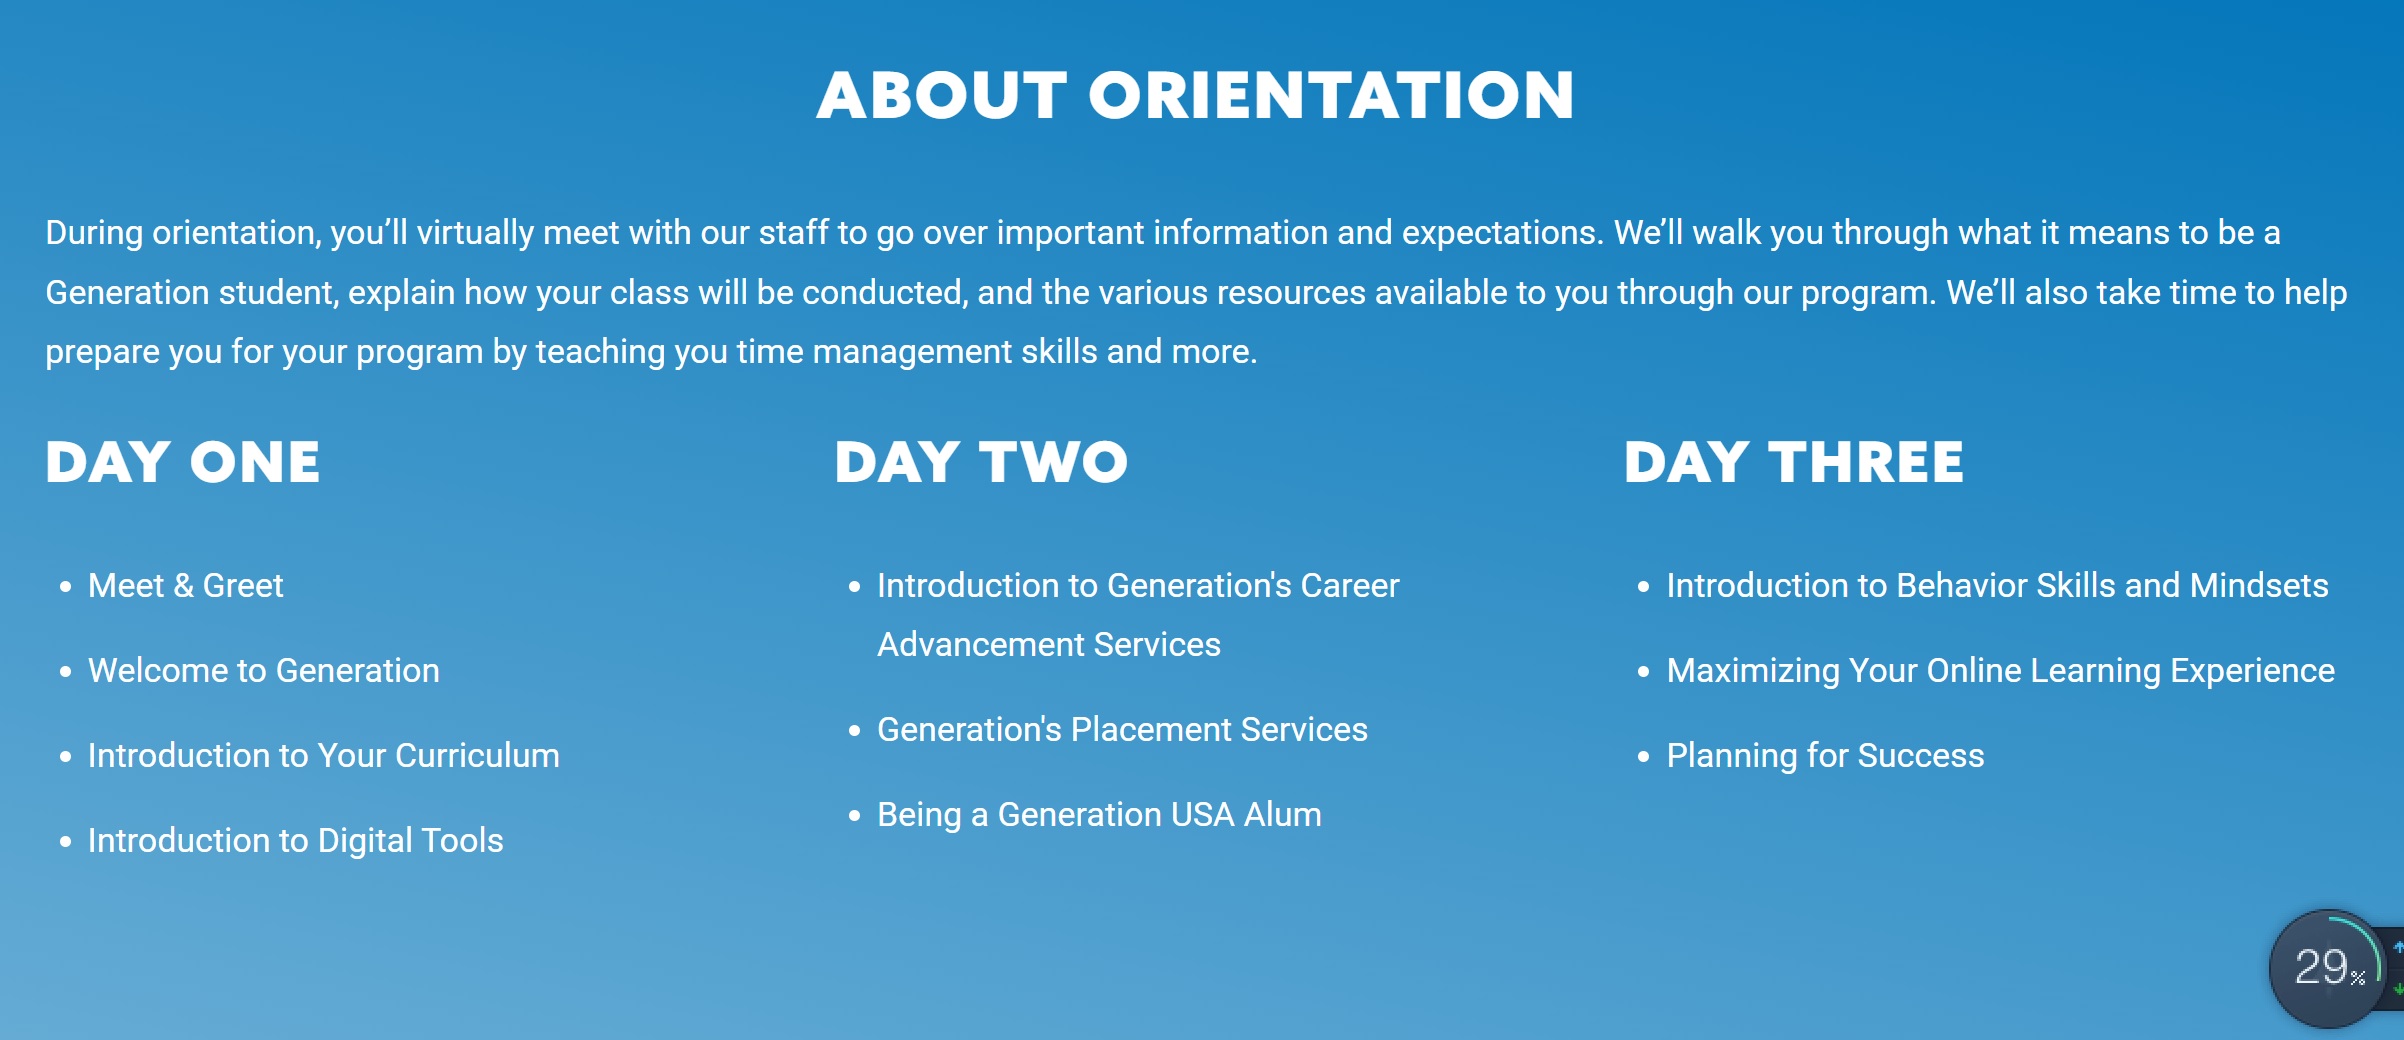 ABOUT ORIENTATION
During orientation, you’ll virtually meet with our staff to go over important information and expectations. We’ll walk you through what it means to be a
Generation student, explain how your class will be conducted, and the various resources available to you through our program. We’ll also take time to help
prepare you for your program by teaching you time management skills and more.
DAY ONE
• Meet & Greet
• Welcome to Generation
• Introduction to Your Curriculum
• Introduction to Digital Tools
DAY TWO
• Introduction to Generation's Career
Advancement Services
• Generation's Placement Services
• Being a Generation USA Alum
DAY THREE
• Introduction to Behavior Skills and Mindsets
• Maximizing Your Online Learning Experience
• Planning for Success
29%